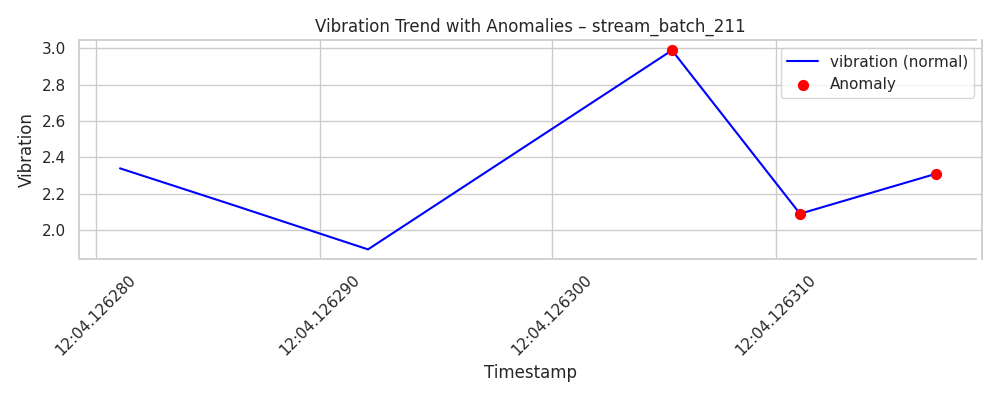 Vibration Trend with Anomalies – stream_batch_211
3.0
2.8
2.6
2.4
2.2
2.0
Vibration
vibration (normal)
Anomaly
12:04.126280
12:04.126290
12:04.126300
12:04.126310
Timestamp